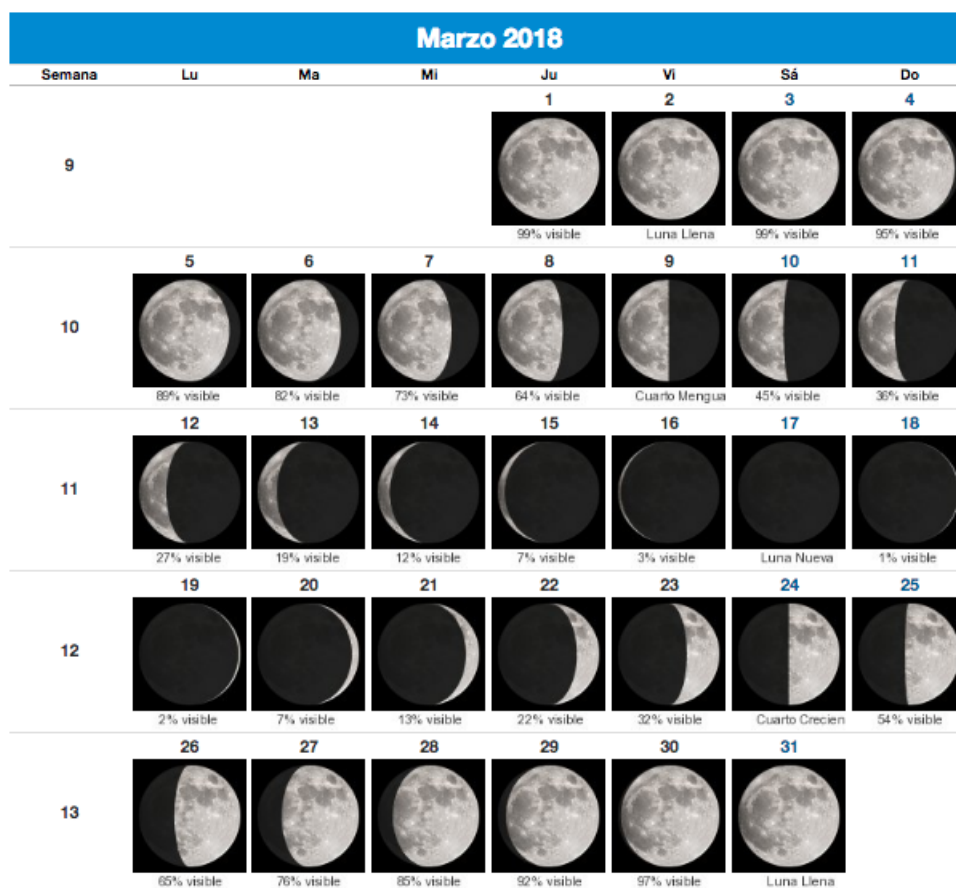 Marzo 2018
Semana Lu Ma Mi Ju Vi Sá Do
1 2 3 4
9
99% visible Luna Llena 99% visible 95% visible
5 6 7 8 9 10 11
10
89% visible 82% visible 73% visible 64% visible Cuarto Mengua 45% visible 36% visible
12 13 14 15 16 17 18
11
27% visible 19% visible 12% visible 7% visible 3% visible Luna Nueva 1% visible
19 20 21 22 23 24 25
12
2% visible 7% visible 13% visible 22% visible 32% visible Cuarto Crecien 54% visible
26 27 28 29 30 31
13
65% visible 76% visible 85% visible 92% visible 97% visible Luna Llena